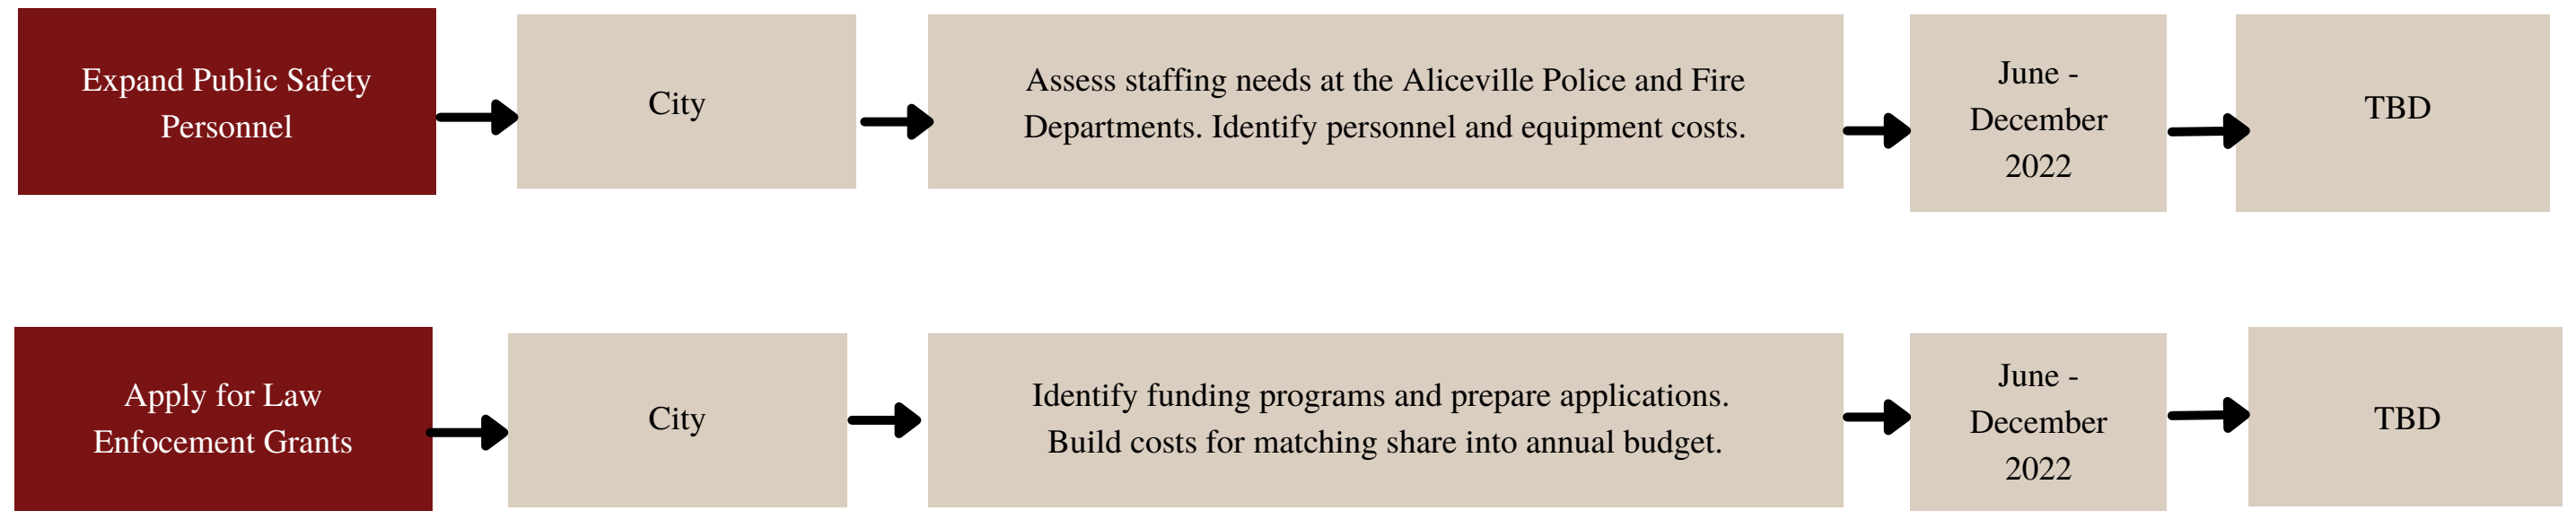 Expand Public Safety
Personnel
City
Assess staffing needs at the Aliceville Police and Fire
Departments. Identify personnel and equipment costs.
June -
December
2022
TBD
Apply for Law
Enfocement Grants
City
Identify funding programs and prepare applications.
Build costs for matching share into annual budget.
June -
December
2022
TBD